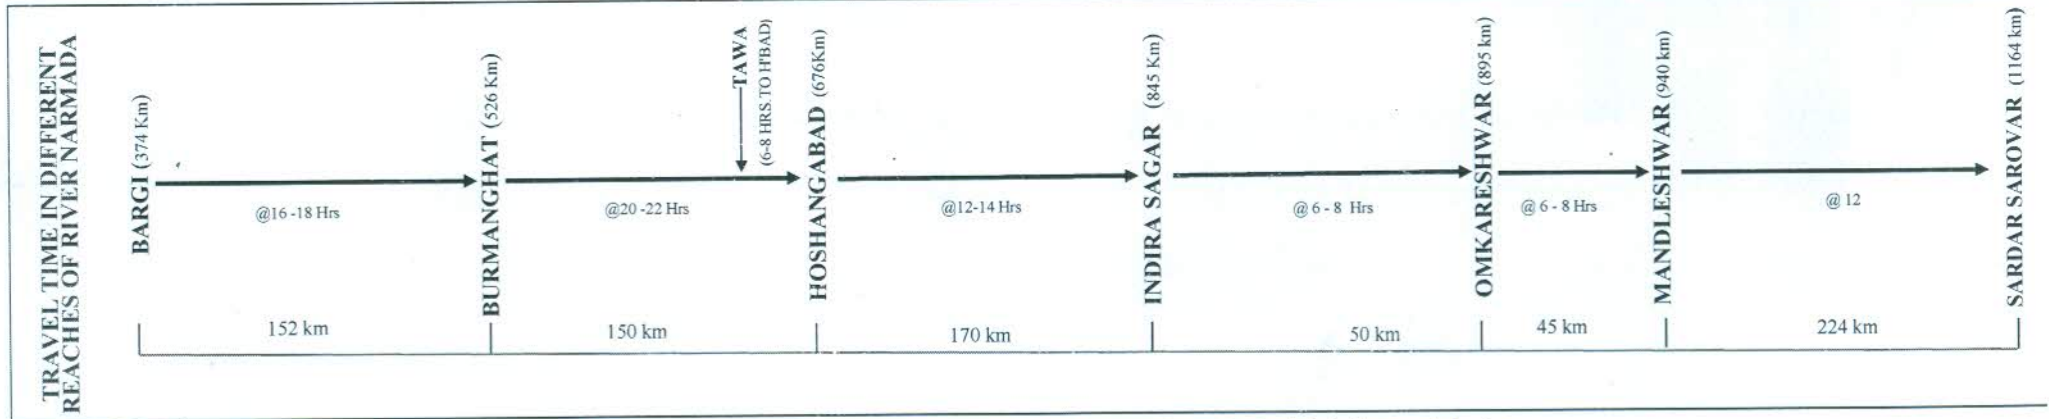 TRAVEL TIME IN DIFFERENT
REACHES OF RIVER NARMADA
BARGI (374 Km)
@16 -18 Hrs
152 km
BURMANGHAT (526 Km)
@20 -22 Hrs
150 km
TAWA
(6-8 HRS.TO H'BAD)
HOSHANGABAD (676Km)
@12-14 Hrs
170 km
INDIRA SAGAR (845 Km)
@ 6 - 8 Hrs
50 km
OMKARESHWAR (895 km)
@ 6 - 8 Hrs
45 km
MANDLESHWAR (940 km)
@ 12
224 km
SARDAR SAROVAR (1164 km)